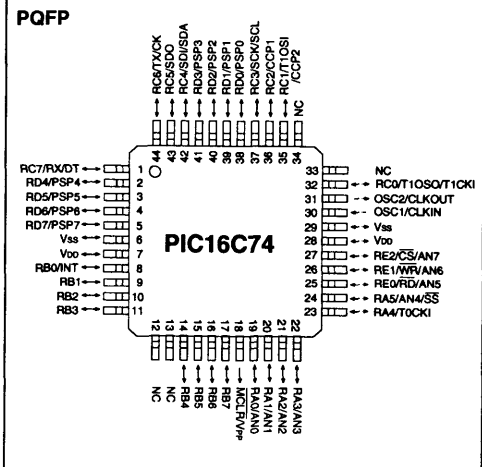 PQFP
RC6/TX/CK
RC5/SDO
RC4/SDI/SDA
RD3/PSP3
RD2/PSP2
RD1/PSP1
RD0/PSP0
RC3/SCK/SCL
RC2/CCP1
RC1/T1OSI
/CCP2
NC
44 43 42 41 40 39 38 37 36 35 34
RC7/RX/DT 1
RD4/PSP4 2
RD5/PSP5 3
RD6/PSP6 4
RD7/PSP7 5
Vss 6
VDD 7
RB0/INT 8
RB1 9
RB2 10
RB3 11
PIC16C74
33 NC
32 RC0/T1OSO/T1CKI
31 OSC2/CLKOUT
30 OSC1/CLKIN
29 Vss
28 VDD
27 RE2/CS/AN7
26 RE1/WR/AN6
25 RE0/RD/AN5
24 RA5/AN4/SS
23 RA4/T0CKI
12 13 14 15 16 17 18 19 20 21 22
NC
NC
RB4
RB5
RB6
RB7
MCLR/VPP
RA0/AN0
RA1/AN1
RA2/AN2
RA3/AN3